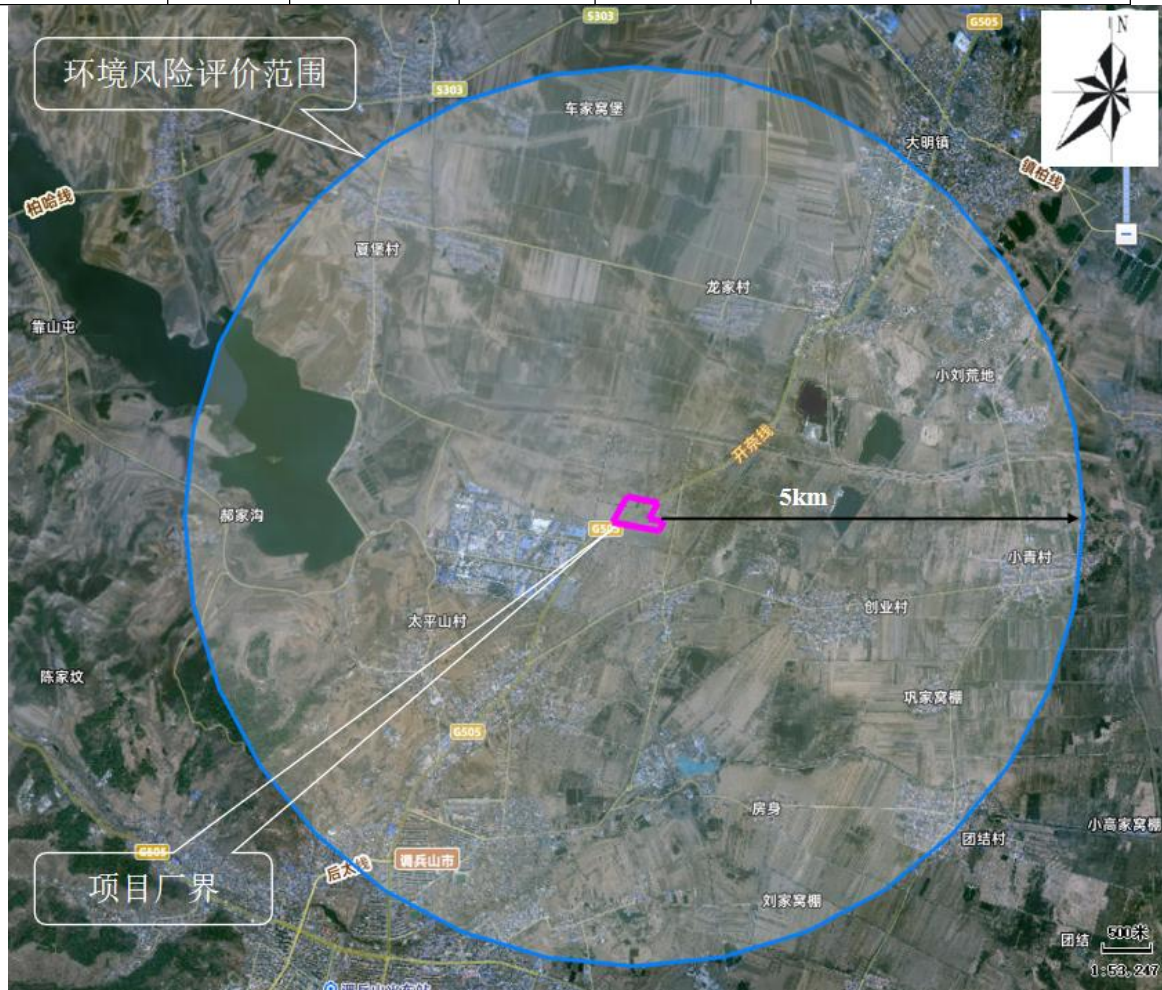 S303
G505
N
环境风险评价范围
S303
车家窝堡
大明镇
镇柏线
柏哈线
夏堡村
龙家村
靠山屯
小刘荒地
开奈线
5km
G505
郝家沟
小青村
创业村
太平山村
陈家坟
巩家窝棚
G505
房身
小高家窝棚
团结村
G505
后太线
调兵山市
项目厂界
刘家窝棚
团结
500米
1:53,247